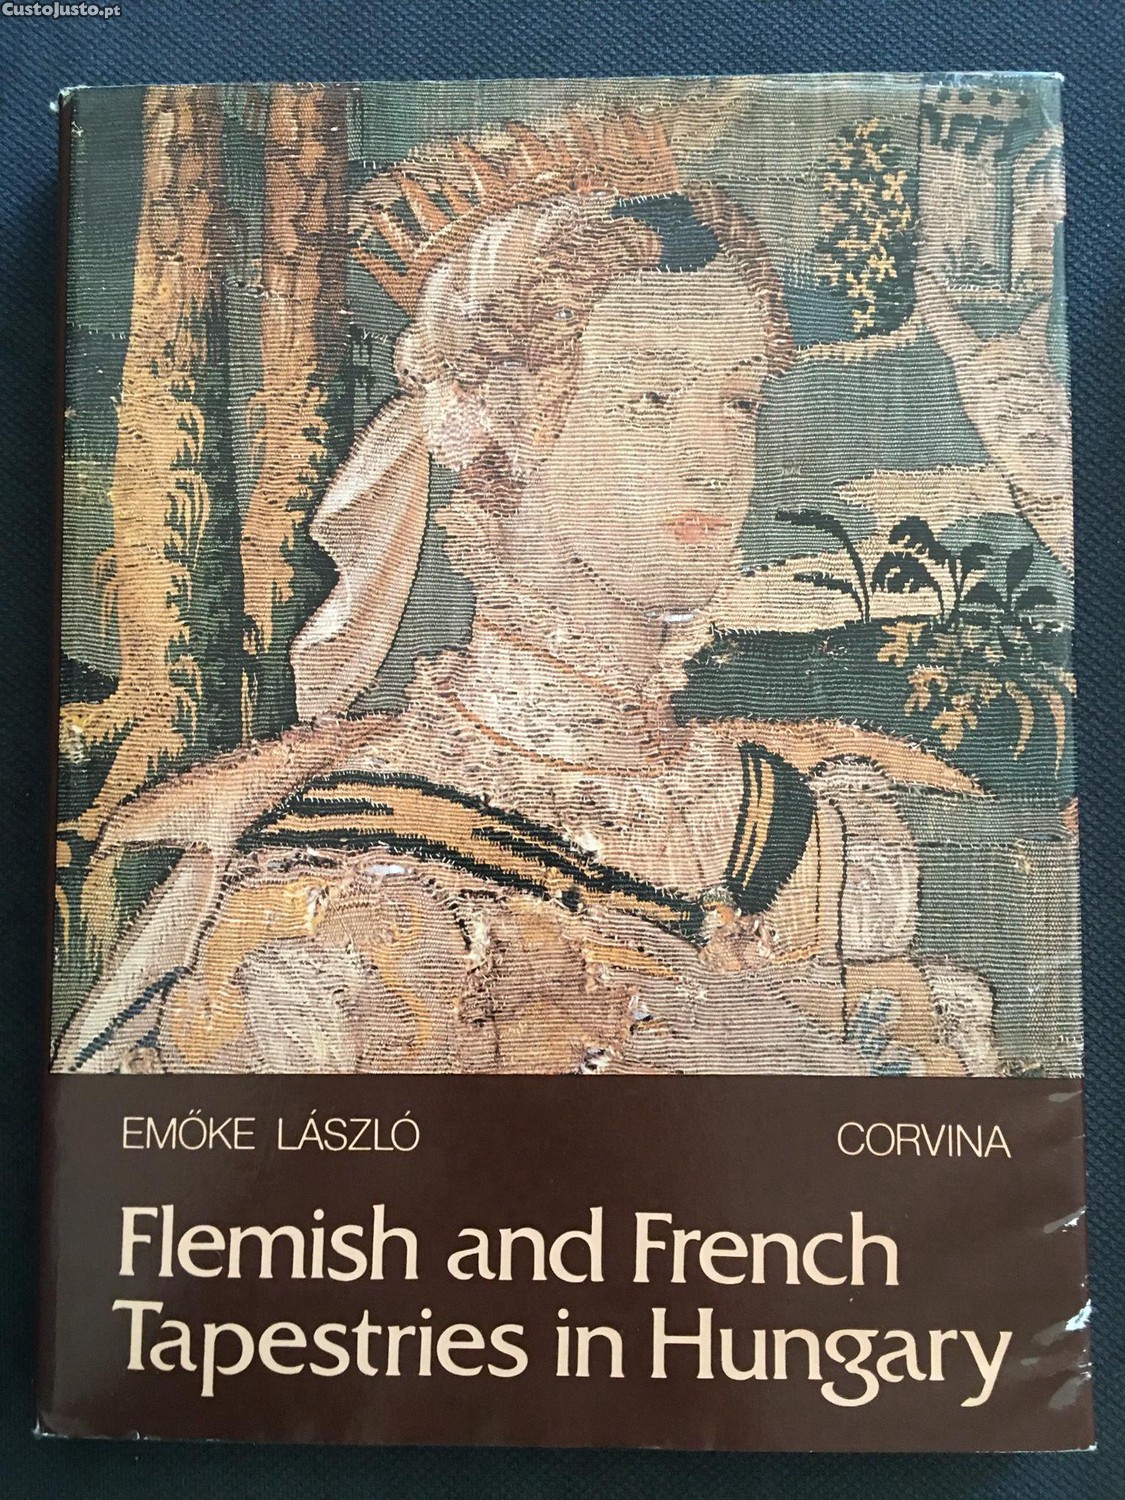 CustoJusto.pt
EMŐKE LÁSZLÓ
CORVINA
Flemish and French
Tapestries in Hungary